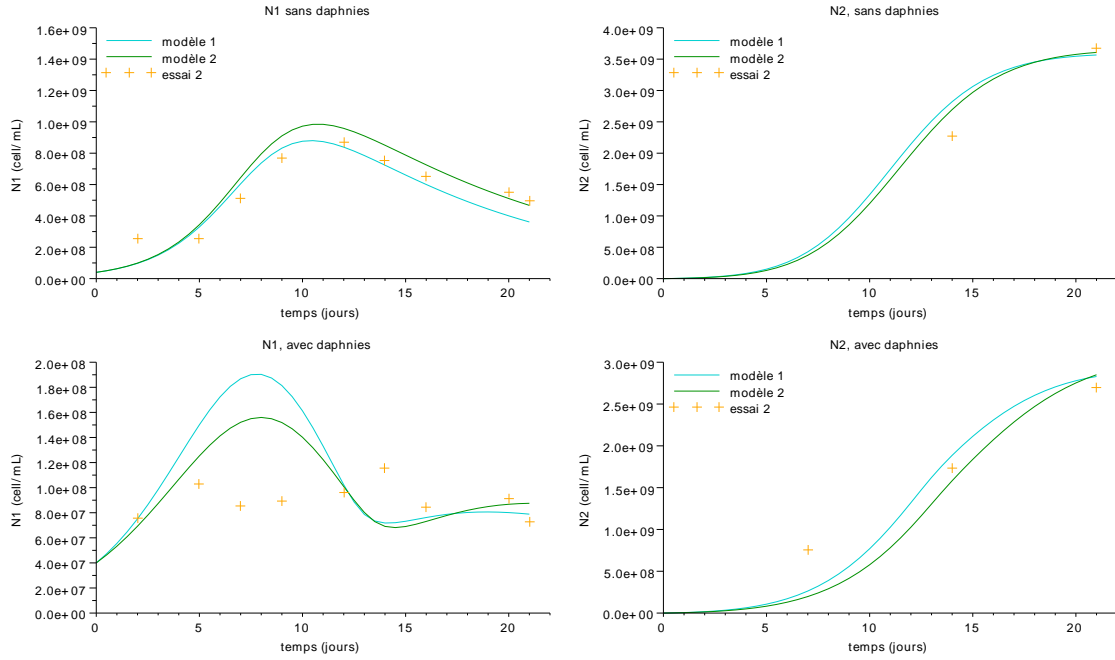 N1 sans daphnies
1.6e+09
1.4e+09
1.2e+09
1.0e+09
8.0e+08
6.0e+08
4.0e+08
2.0e+08
0.0e+00
N1 (cell/mL)
modèle 1
modèle 2
essai 2
0 5 10 15 20
temps (jours)
N2, sans daphnies
4.0e+09
3.5e+09
3.0e+09
2.5e+09
2.0e+09
1.5e+09
1.0e+09
5.0e+08
0.0e+00
N2 (cell/mL)
modèle 1
modèle 2
essai 2
0 5 10 15 20
temps (jours)
N1, avec daphnies
2.0e+08
1.8e+08
1.6e+08
1.4e+08
1.2e+08
1.0e+08
8.0e+07
6.0e+07
4.0e+07
2.0e+07
0.0e+00
N1 (cell/mL)
modèle 1
modèle 2
essai 2
0 5 10 15 20
temps (jours)
N2, avec daphnies
3.0e+09
2.5e+09
2.0e+09
1.5e+09
1.0e+09
5.0e+08
0.0e+00
N2 (cell/mL)
modèle 1
modèle 2
essai 2
0 5 10 15 20
temps (jours)